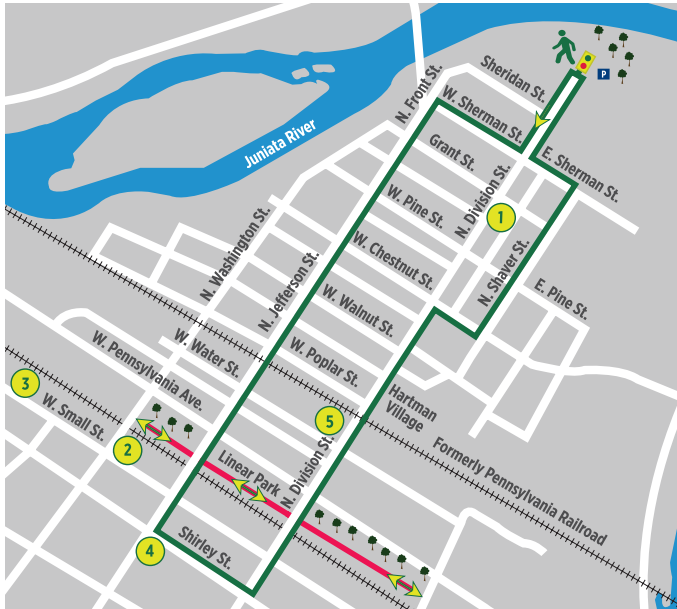 Sheridan St.
P
N. Front St.
W. Sherman St.
Juniata River
Grant St.
E. Sherman St.
N. Division St.
W. Pine St.
1
N. Washington St.
W. Chestnut St.
N. Shaver St.
N. Jefferson St.
E. Pine St.
W. Walnut St.
W. Water St.
W. Poplar St.
W. Pennsylvania Ave.
3
Hartman
Village
W. Small St.
5
2
Formerly Pennsylvania Railroad
N. Division St.
Linear Park
4
Shirley St.